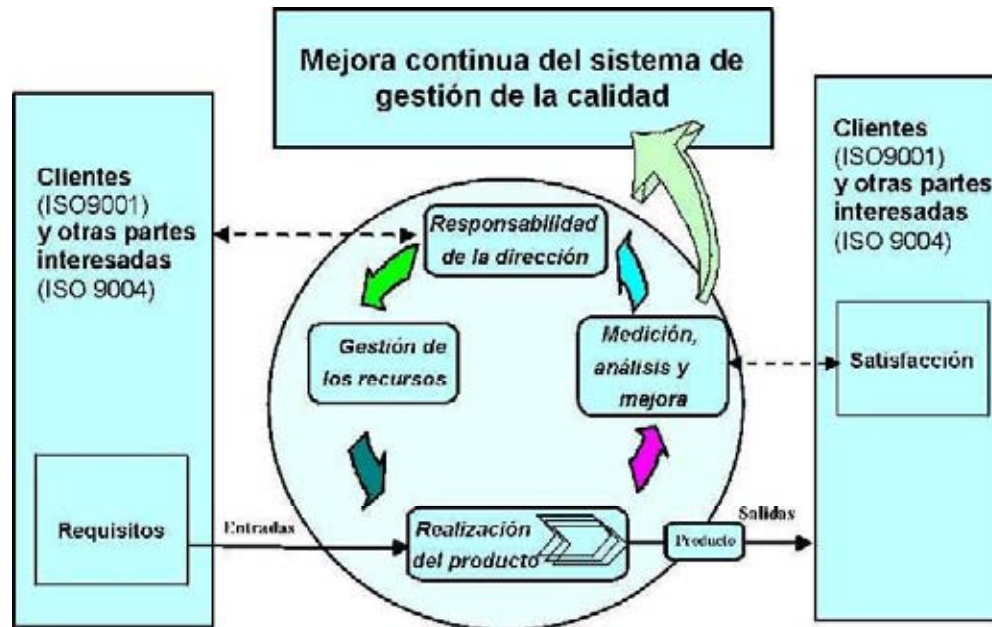 Mejora continua del sistema de
gestión de la calidad
Clientes
(ISO9001)
y otras partes
interesadas
(ISO 9004)
Requisitos
Entradas
Responsabilidad
de la dirección
Gestión de
los recursos
Medición,
análisis y
mejora
Realización
del producto
Producto
Salidas
Clientes
(ISO9001)
y otras partes
interesadas
(ISO 9004)
Satisfacción